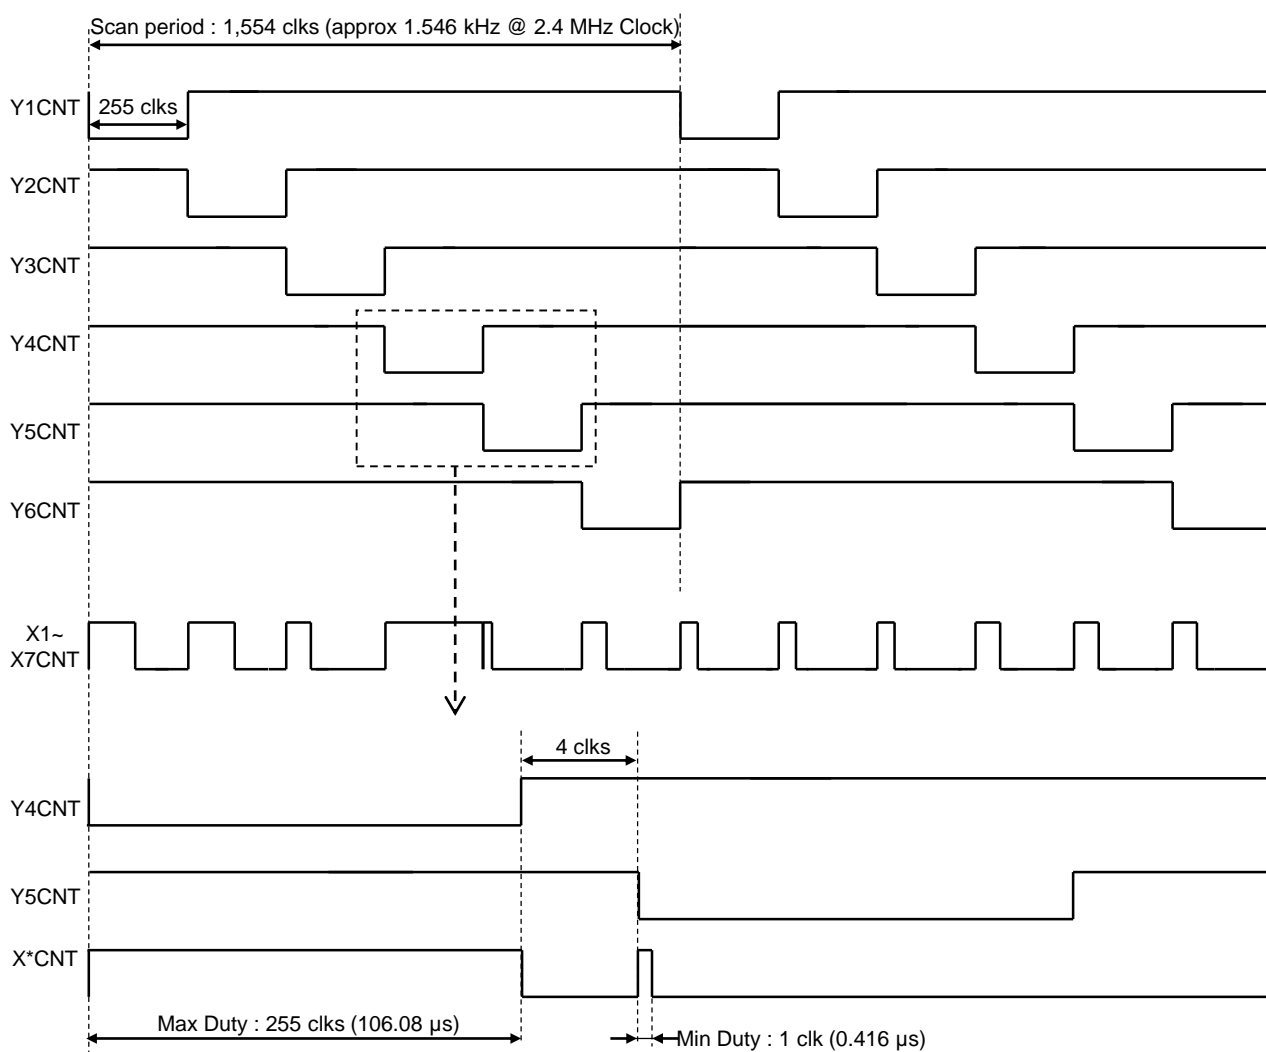 Scan period : 1,554 clks (approx 1.546 kHz @ 2.4 MHz Clock)
Y1CNT
255 clks
Y2CNT
Y3CNT
Y4CNT
Y5CNT
Y6CNT
X1~
X7CNT
4 clks
Y4CNT
Y5CNT
X*CNT
Max Duty : 255 clks (106.08 μs)
Min Duty : 1 clk (0.416 μs)